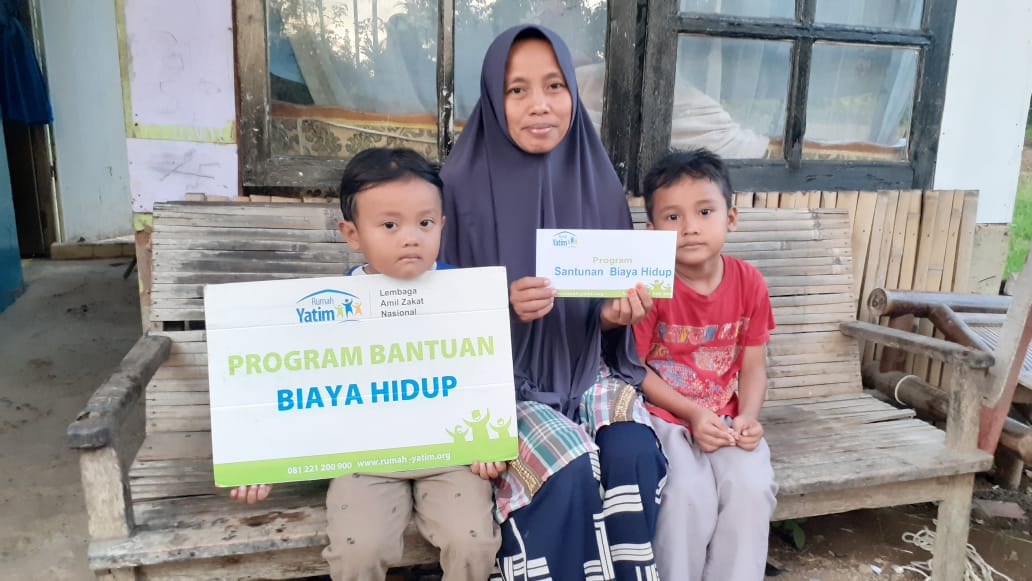 Rumah
Yatim
Lembaga
Amil Zakat
Nasional
PROGRAM BANTUAN
BIAYA HIDUP
081 221 200 900 www.rumah-yatim.org
Yatim
Program
Santunan Biaya Hidup